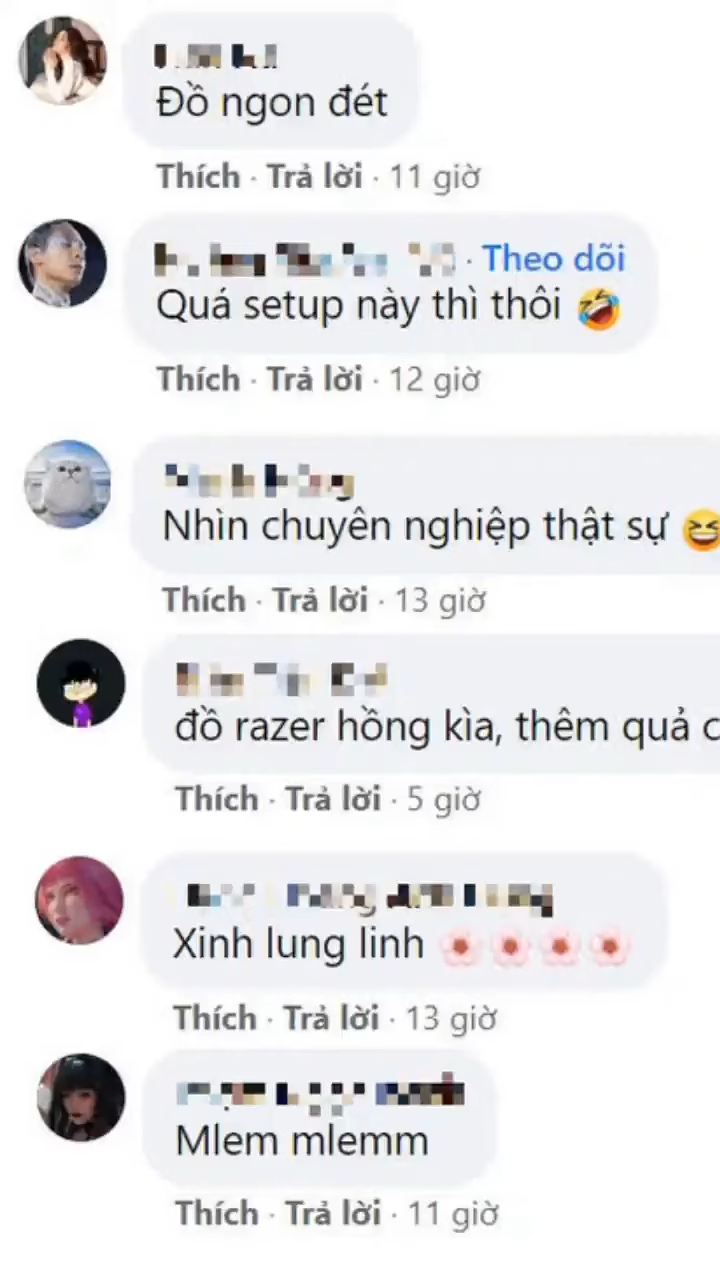 Đồ ngon đét
Thích · Trả lời · 11 giờ
· Theo dõi
Quá setup này thì thôi 🤣
Thích · Trả lời · 12 giờ
Nhìn chuyên nghiệp thật sự 😆
Thích · Trả lời · 13 giờ
đồ razer hồng kìa, thêm quả
Thích · Trả lời · 5 giờ
Xinh lung linh 🌸🌸🌸🌸
Thích · Trả lời · 13 giờ
Mlem mlemm
Thích · Trả lời · 11 giờ